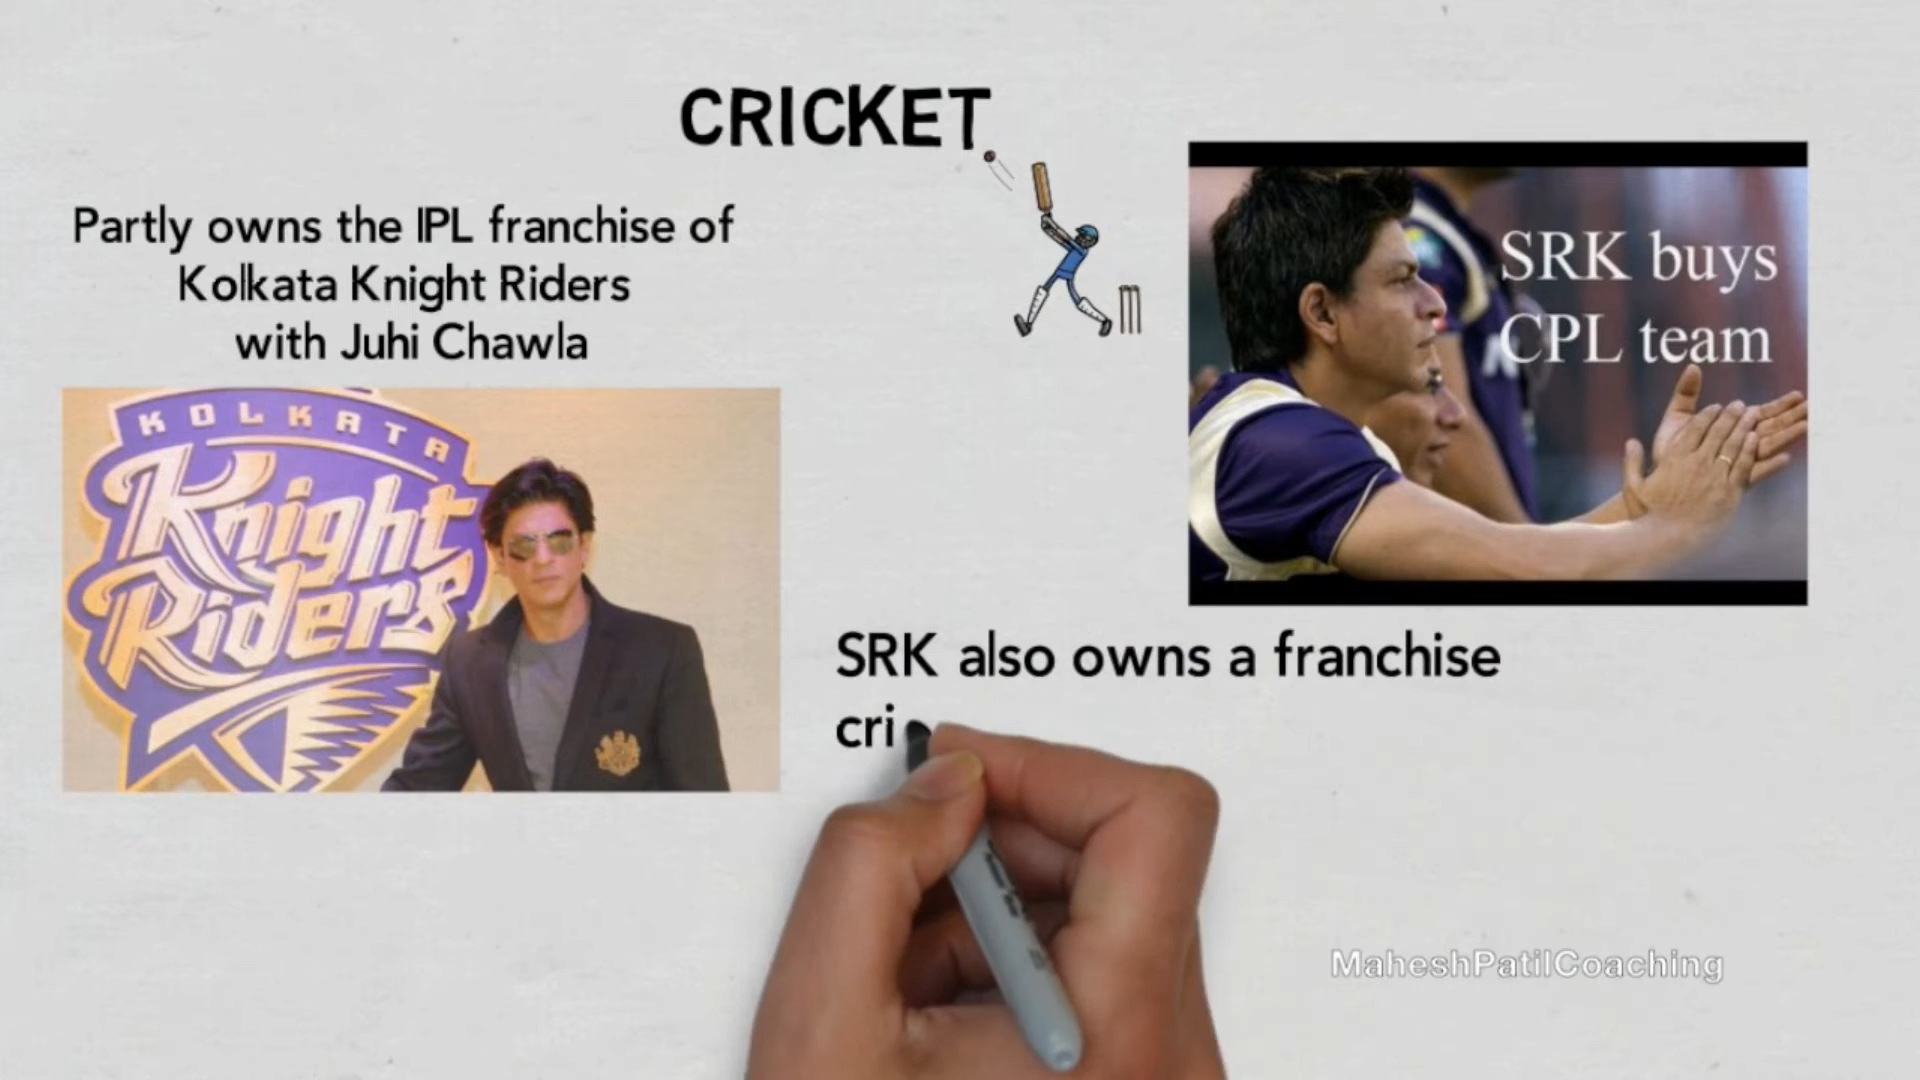 CRICKET
Partly owns the IPL franchise of
Kolkata Knight Riders
with Juhi Chawla
KOLKATA
Knight
Riders
SRK buys
CPL team
SRK also owns a franchise
cri
MaheshPatilCoaching